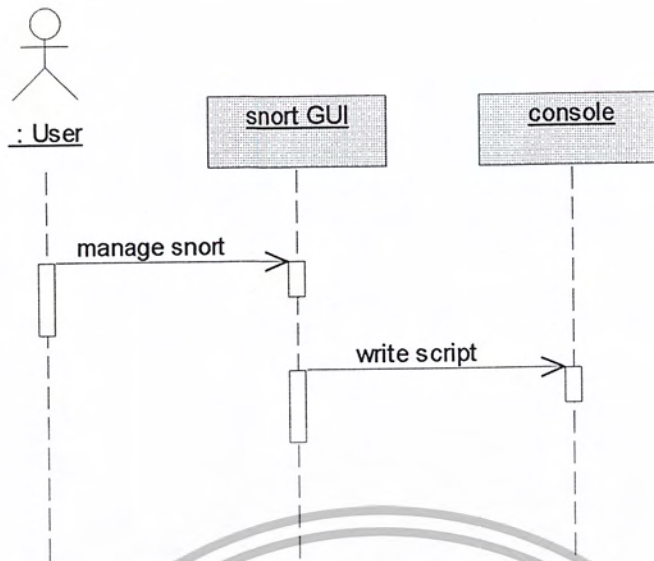 snort GUI
console
: User
manage snort
write script